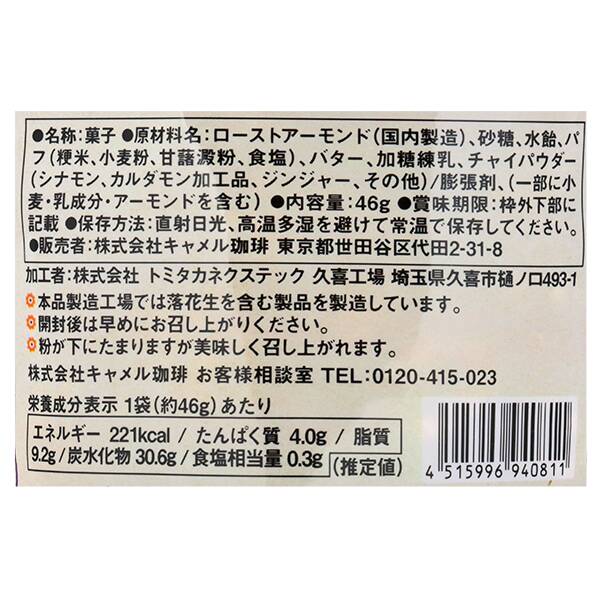 ●名称:菓子 ●原材料名:ローストアーモンド(国内製造)、砂糖、水飴、パ
フ(粳米、小麦粉、甘藷澱粉、食塩)、バター、加糖練乳、チャイパウダー
(シナモン、カルダモン加工品、ジンジャー、その他)/膨張剤、(一部に小
麦・乳成分・アーモンドを含む) ●内容量:46g ●賞味期限:枠外下部に
記載 ●保存方法:直射日光、高温多湿を避けて常温で保存してください。
●販売者:株式会社キャメル珈琲 東京都世田谷区代田2-31-8
加工者:株式会社 トミタカネクステック 久喜工場 埼玉県久喜市樋ノ口493-1
本品製造工場では落花生を含む製品を製造しています。
開封後は早めにお召し上がりください。
粉が下にたまりますが美味しく召し上がれます。
株式会社キャメル珈琲 お客様相談室 TEL:0120-415-023
栄養成分表示 1袋(約46g)あたり
エネルギー 221kcal / たんぱく質 4.0g / 脂質
9.2g / 炭水化物 30.6g / 食塩相当量 0.3g (推定値)
4 515996 940811